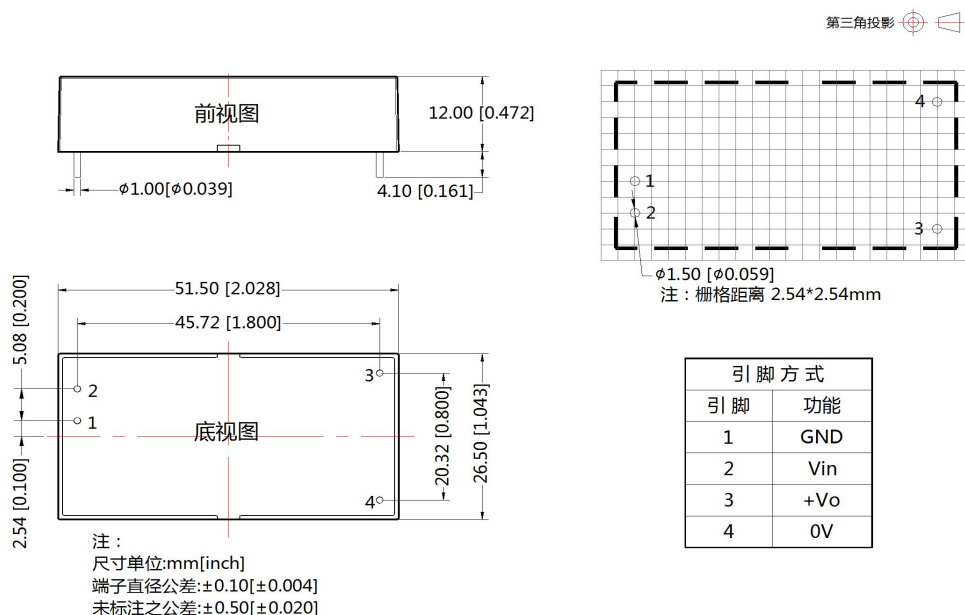 第三角投影
前视图
12.00 [0.472]
4.10 [0.161]
ϕ1.00[ϕ0.039]
4
1
2
3
ϕ1.50 [ϕ0.059]
注：栅格距离 2.54*2.54mm
51.50 [2.028]
45.72 [1.800]
5.08 [0.200]
2.54 [0.100]
2
1
3
4
底视图
20.32 [0.800]
26.50 [1.043]
注：
尺寸单位:mm[inch]
端子直径公差:±0.10[±0.004]
未标注之公差:±0.50[±0.020]
引 脚 方 式
引 脚 功能
1 GND
2 Vin
3 +Vo
4 0V